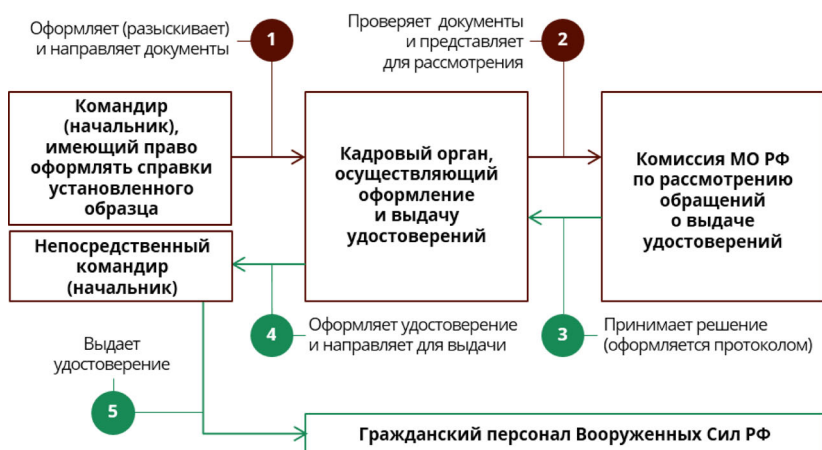 Оформляет (разыскивает)
и направляет документы
1
Проверяет документы
и представляет
для рассмотрения
2
Командир
(начальник),
имеющий право
оформлять справки
установленного
образца
Кадровый орган,
осуществляющий
оформление
и выдачу
удостоверений
Комиссия МО РФ
по рассмотрению
обращений
о выдаче
удостоверений
Непосредственный
командир
(начальник)
4
Оформляет удостоверение
и направляет для выдачи
3
Принимает решение
(оформляется протоколом)
Выдает
удостоверение
5
Гражданский персонал Вооруженных Сил РФ